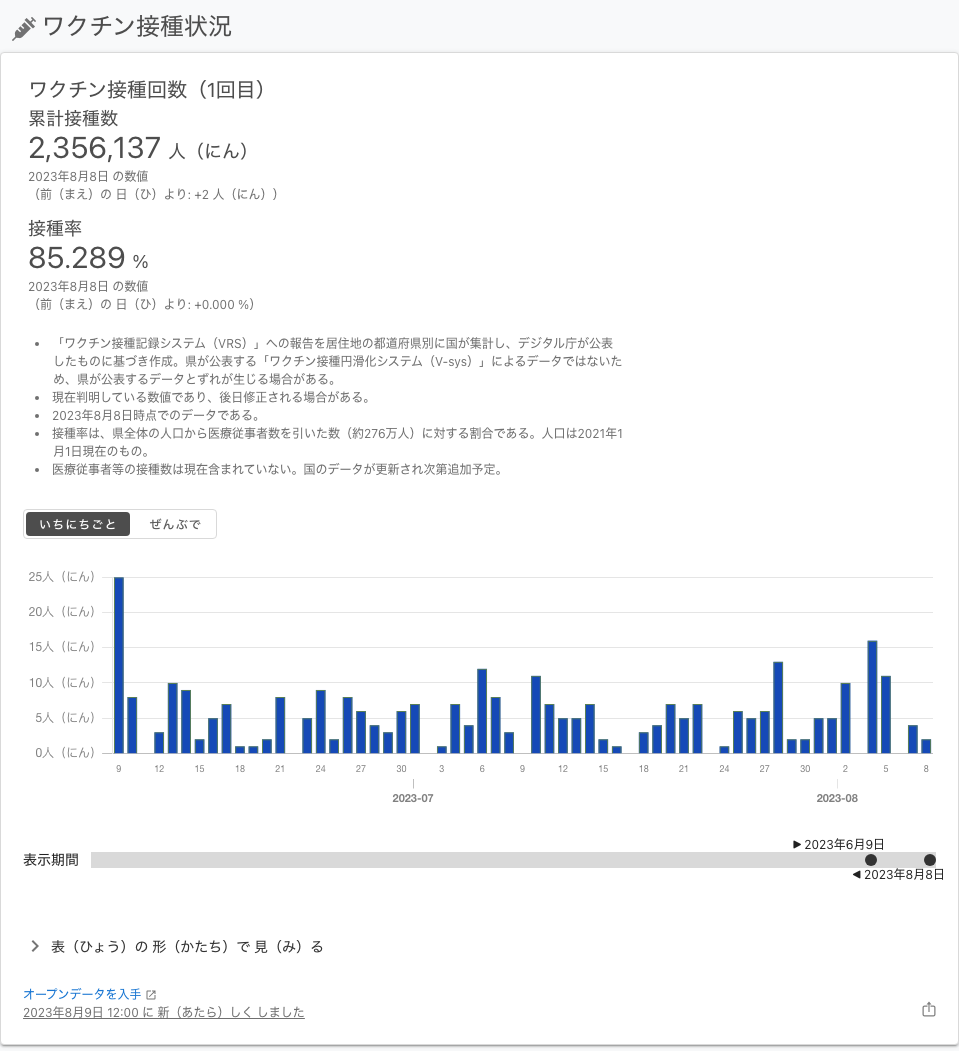 ワクチン接種状況
ワクチン接種回数（1回目）
累計接種数
2,356,137 人（にん）
2023年8月8日 の数値
（前（まえ）の 日（ひ）より: +2 人（にん））
接種率
85.289 %
2023年8月8日 の数値
（前（まえ）の 日（ひ）より: +0.000 %）
• 「ワクチン接種記録システム（VRS）」への報告を居住地の都道府県別に国が集計し、デジタル庁が公表
したものに基づき作成。県が公表する「ワクチン接種円滑化システム（V-sys）」によるデータではないた
め、県が公表するデータとずれが生じる場合がある。
• 現在判明している数値であり、後日修正される場合がある。
• 2023年8月8日時点でのデータである。
• 接種率は、県全体の人口から医療従事者数を引いた数（約276万人）に対する割合である。人口は2021年1
月1日現在のもの。
• 医療従事者等の接種数は現在含まれていない。国のデータが更新され次第追加予定。
いちにちごと ぜんぶで
25人（にん）
20人（にん）
15人（にん）
10人（にん）
5人（にん）
0人（にん）
9 12 15 18 21 24 27 30 3 6 9 12 15 18 21 24 27 30 2 5 8
2023-07 2023-08
▶ 2023年6月9日
表示期間
◀ 2023年8月8日
表（ひょう）の 形（かたち）で 見（み）る
オープンデータを入手
2023年8月9日 12:00 に 新（あたら）しく しました